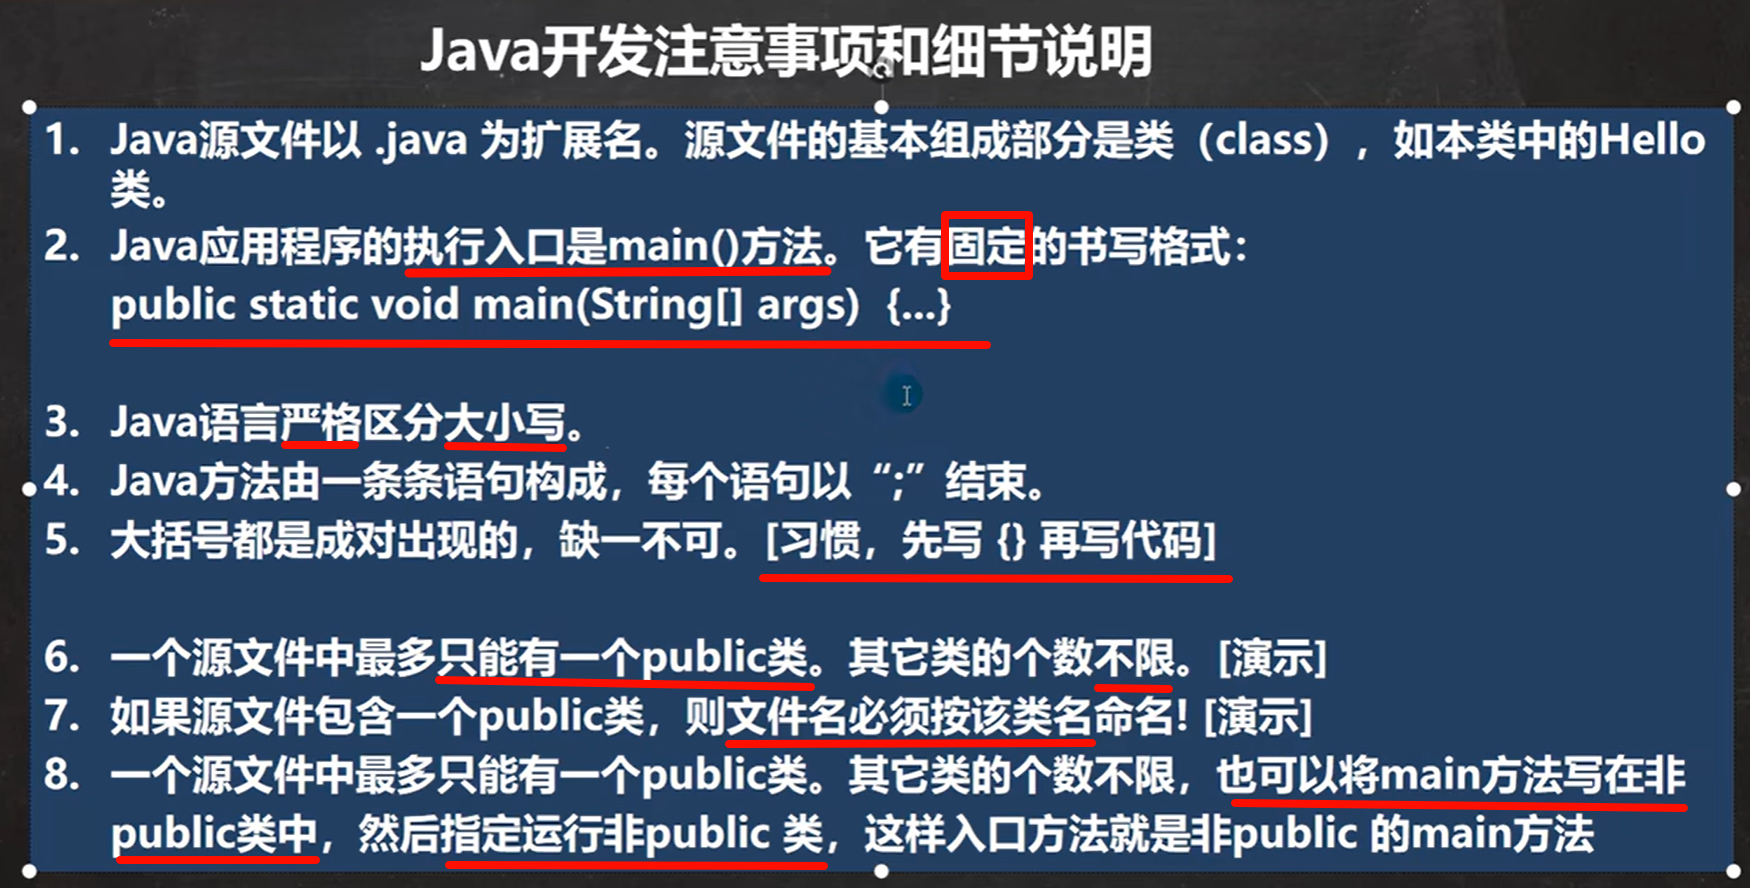 Java开发注意事项和细节说明
1. Java源文件以 .java 为扩展名。源文件的基本组成部分是类（class），如本类中的Hello
类。
2. Java应用程序的执行入口是main()方法。它有固定的书写格式：
public static void main(String[] args) {...}
3. Java语言严格区分大小写。
4. Java方法由一条条语句构成，每个语句以“;”结束。
5. 大括号都是成对出现的，缺一不可。[习惯，先写 {} 再写代码]
6. 一个源文件中最多只能有一个public类。其它类的个数不限。[演示]
7. 如果源文件包含一个public类，则文件名必须按该类名命名! [演示]
8. 一个源文件中最多只能有一个public类。其它类的个数不限，也可以将main方法写在非
public类中，然后指定运行非public 类，这样入口方法就是非public 的main方法